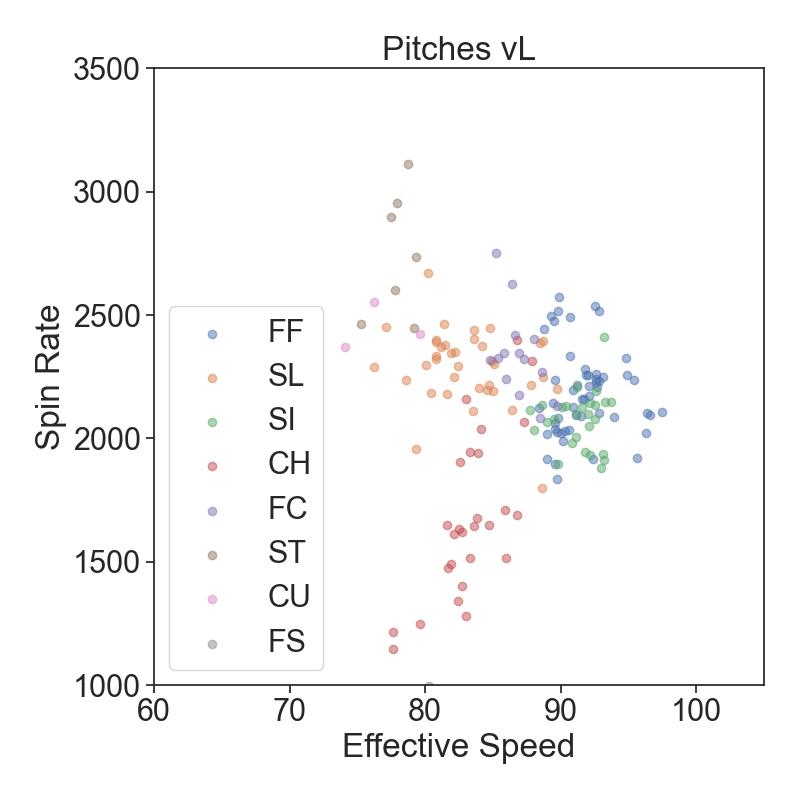 Pitches vL
3500
3000
2500
2000
1500
1000
Spin Rate
FF
SL
SI
CH
FC
ST
CU
FS
60
70
80
90
100
Effective Speed